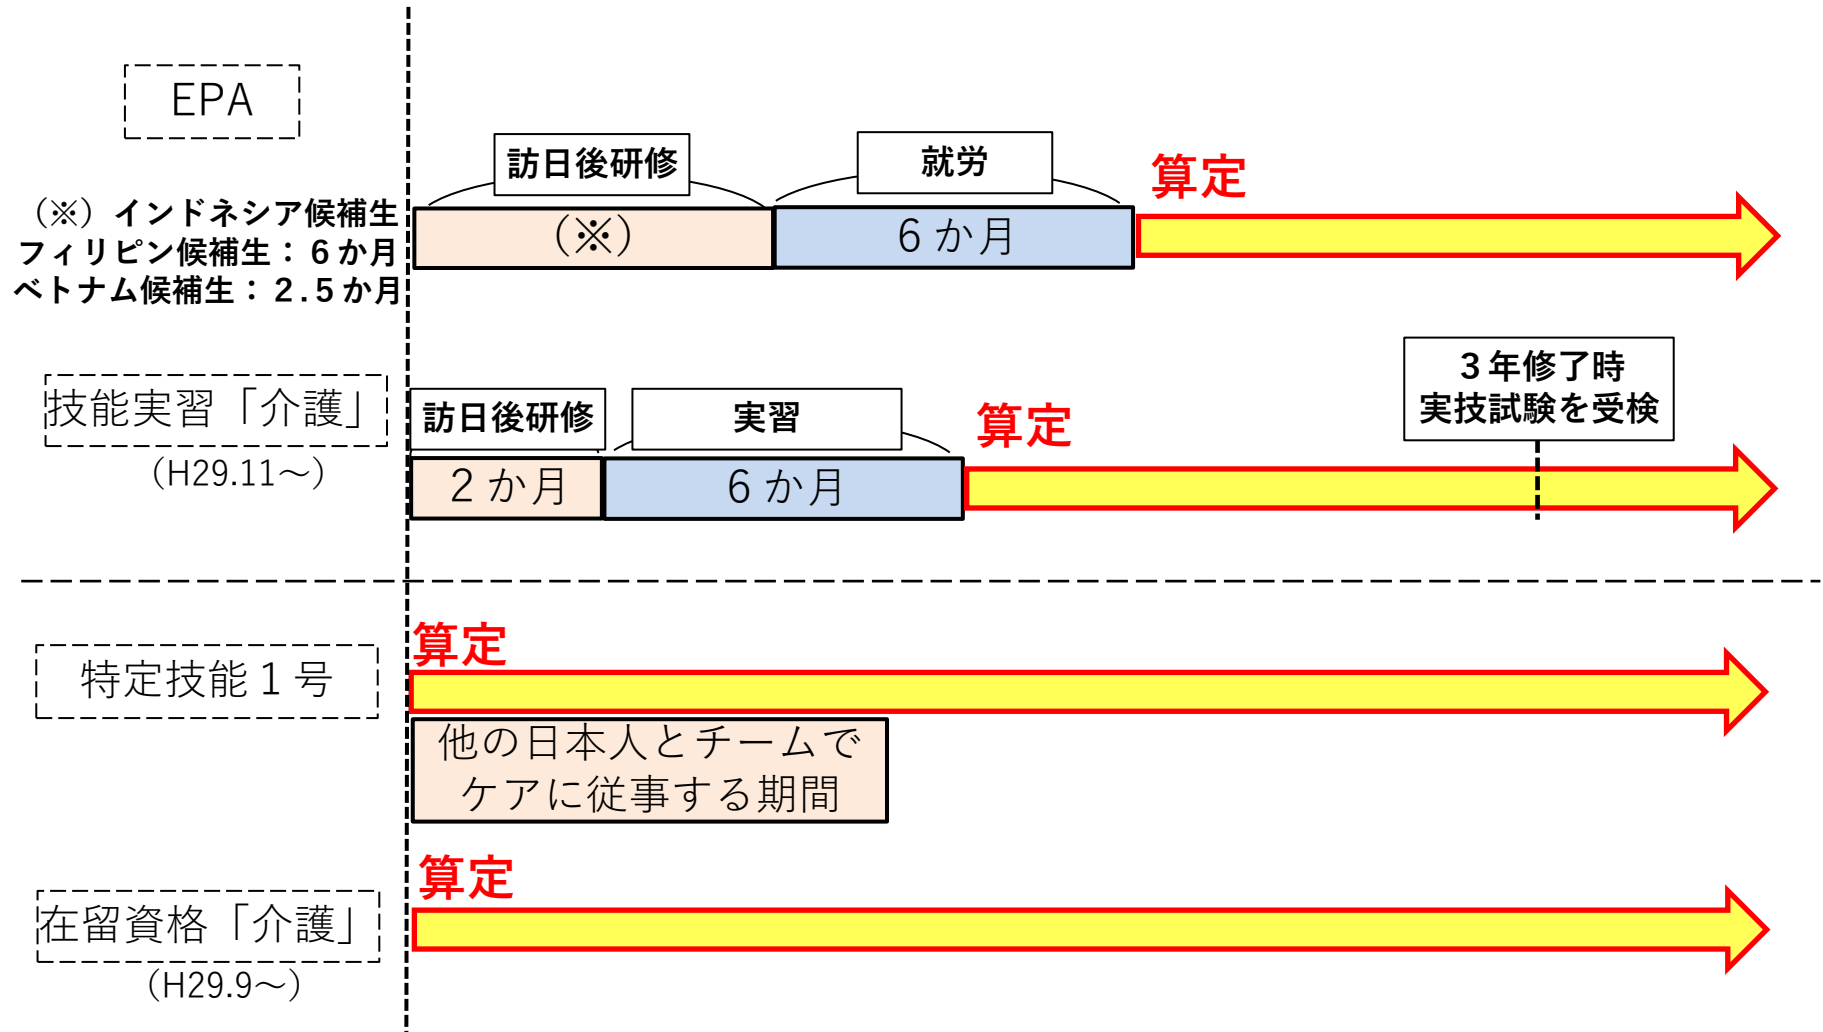 EPA
（※）インドネシア候補生
フィリピン候補生：６か月
ベトナム候補生：２.５か月
訪日後研修
就労
算定
（※）
６か月
技能実習「介護」
（H29.11～）
訪日後研修
実習
算定
３年修了時
実技試験を受検
２か月
６か月
特定技能１号
算定
他の日本人とチームで
ケアに従事する期間
在留資格「介護」
（H29.9～）
算定